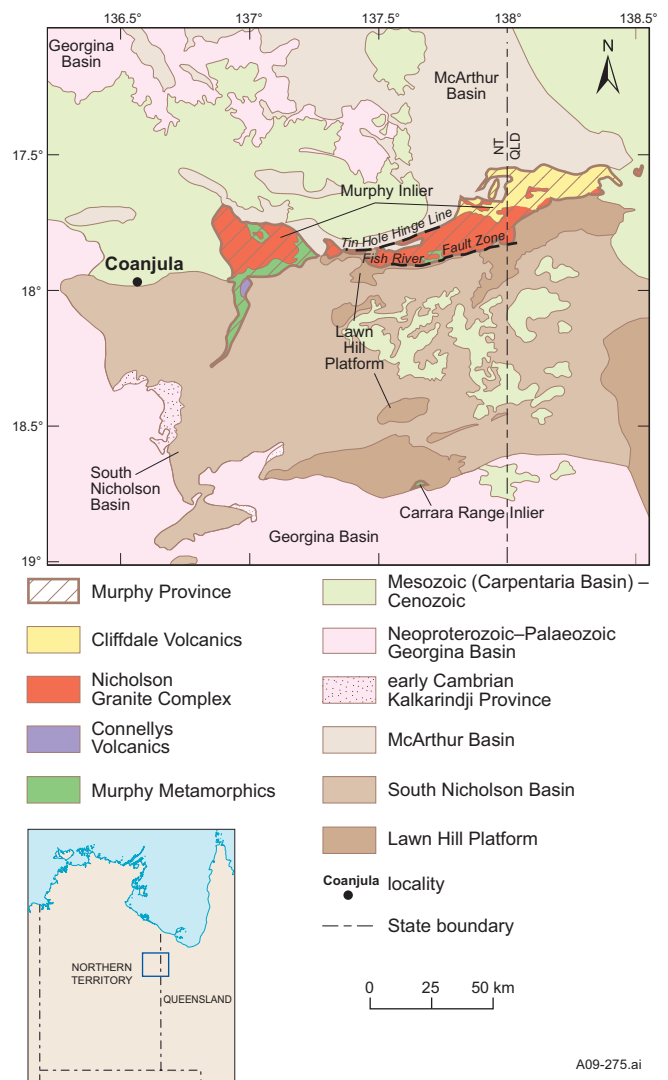 136.5°
137°
137.5°
138°
138.5°
Georgina
Basin
McArthur
Basin
N
17.5°
NT
QLD
Murphy Inlier
Tin Hole Hinge Line
Fish River
Fault Zone
Coanjula
18°
Lawn
Hill
Platform
18.5°
South
Nicholson
Basin
Carrara Range Inlier
Georgina Basin
19°
Murphy Province
Cliffdale Volcanics
Nicholson
Granite Complex
Connellys
Volcanics
Murphy Metamorphics
Mesozoic (Carpentaria Basin) –
Cenozoic
Neoproterozoic–Palaeozoic
Georgina Basin
early Cambrian
Kalkarindji Province
McArthur Basin
South Nicholson Basin
Lawn Hill Platform
Coanjula locality
State boundary
0 25 50 km
NORTHERN
TERRITORY
QUEENSLAND
A09-275.ai